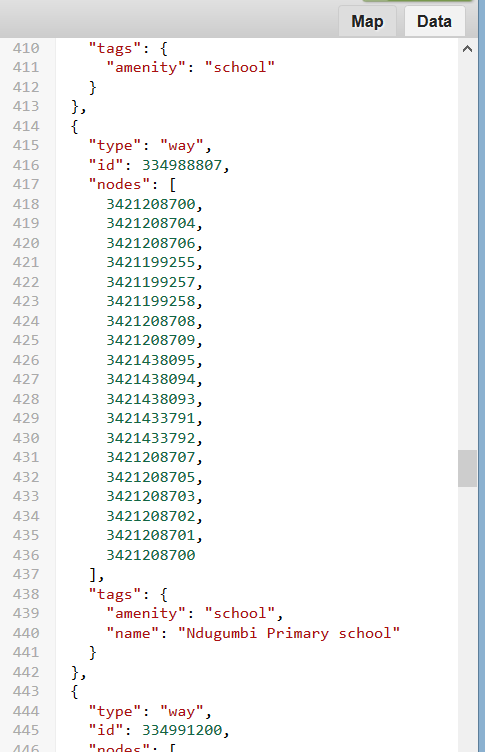 Map Data
410 "tags": {
411 "amenity": "school"
412 }
413 },
414 {
415 "type": "way",
416 "id": 334988807,
417 "nodes": [
418 3421208700,
419 3421208704,
420 3421208706,
421 3421199255,
422 3421199257,
423 3421199258,
424 3421208708,
425 3421208709,
426 3421438095,
427 3421438094,
428 3421438093,
429 3421433791,
430 3421433792,
431 3421208707,
432 3421208705,
433 3421208703,
434 3421208702,
435 3421208701,
436 3421208700
437 ],
438 "tags": {
439 "amenity": "school",
440 "name": "Ndugumbi Primary school"
441 }
442 },
443 {
444 "type": "way",
445 "id": 334991200,
446 "nodes": [